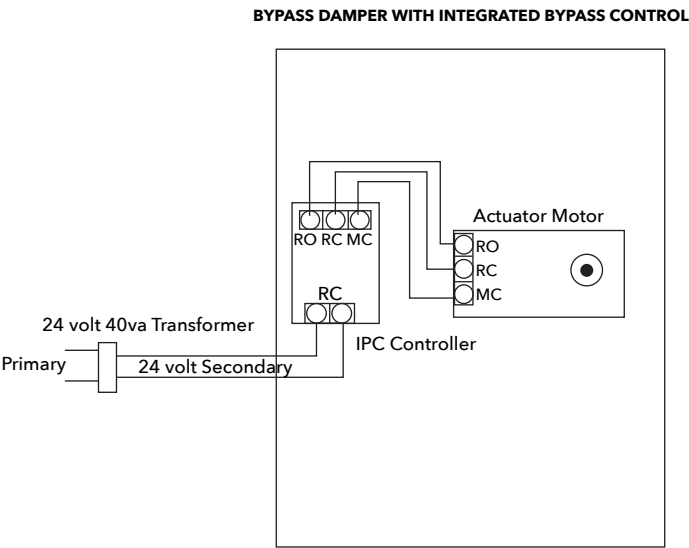 BYPASS DAMPER WITH INTEGRATED BYPASS CONTROL
Actuator Motor
RO RC MC
RO
RC
MC
RC
24 volt 40va Transformer
IPC Controller
Primary
24 volt Secondary